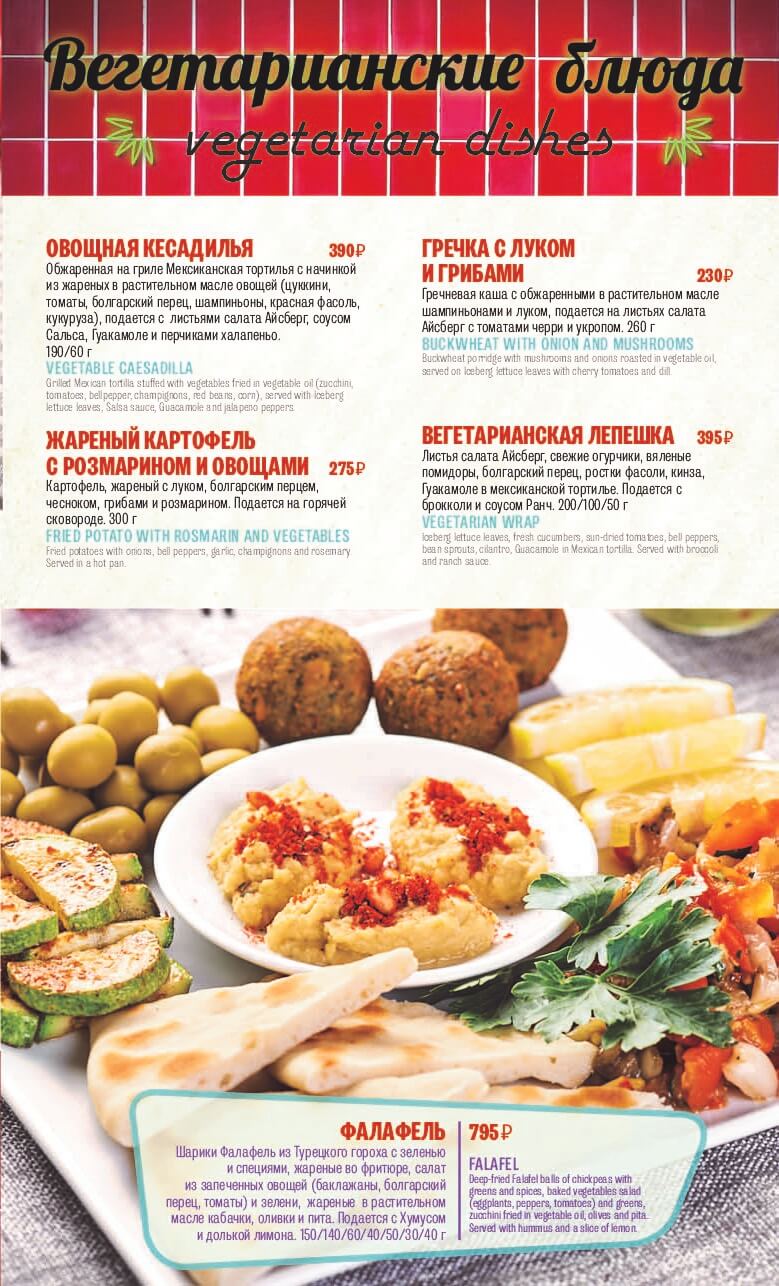 Вегетарианские блюда
vegetarian dishes
ОВОЩНАЯ КЕСАДИЛЬЯ 390₽
Обжаренная на гриле Мексиканская тортилья с начинкой
из жареных в растительном масле овощей (цуккини,
томаты, болгарский перец, шампиньоны, красная фасоль,
кукуруза), подается с листьями салата Айсберг, соусом
Сальса, Гуакамоле и перчиками халапеньо.
190/60 г
VEGETABLE CAESADILLA
Grilled Mexican tortilla stuffed with vegetables fried in vegetable oil (zucchini,
tomatoes, bellpepper, champignons, red beans, corn), served with Iceberg
lettuce leaves, Salsa sauce, Guacamole and jalapeno peppers.
ЖАРЕНЫЙ КАРТОФЕЛЬ
С РОЗМАРИНОМ И ОВОЩАМИ 275₽
Картофель, жареный с луком, болгарским перцем,
чесноком, грибами и розмарином. Подается на горячей
сковороде. 300 г
FRIED POTATO WITH ROSMARIN AND VEGETABLES
Fried potatoes with onions, bell peppers, garlic, champignons and rosemary
Served in a hot pan.
ГРЕЧКА С ЛУКОМ
И ГРИБАМИ 230₽
Гречневая каша с обжаренными в растительном масле
шампиньонами и луком, подается на листьях салата
Айсберг с томатами черри и укропом. 260 г
BUCKWHEAT WITH ONION AND MUSHROOMS
Buckwheat porridge with mushrooms and onions roasted in vegetable oil,
served on Iceberg lettuce leaves with cherry tomatoes and dill.
ВЕГЕТАРИАНСКАЯ ЛЕПЕШКА 395₽
Листья салата Айсберг, свежие огурчики, вяленые
помидоры, болгарский перец, ростки фасоли, кинза,
Гуакамоле в мексиканской тортилье. Подается с
брокколи и соусом Ранч. 200/100/50 г
VEGETARIAN WRAP
Iceberg lettuce leaves, fresh cucumbers, sun-dried tomatoes, bell peppers,
bean sprouts, cilantro, Guacamole in Mexican tortilla. Served with broccoli
and ranch sauce.
ФАЛАФЕЛЬ
Шарики Фалафель из Турецкого гороха с зеленью
и специями, жареные во фритюре, салат
из запеченных овощей (баклажаны, болгарский
перец, томаты) и зелени, жареные в растительном
масле кабачки, оливки и пита. Подается с Хумусом
и долькой лимона. 150/140/60/40/50/30/40 г
795₽
FALAFEL
Deep-fried Falafel balls of chickpeas with
greens and spices, baked vegetables salad
(eggplants, peppers, tomatoes) and greens,
zucchini fried in vegetable oil, olives and pita.
Served with hummus and a slice of lemon.